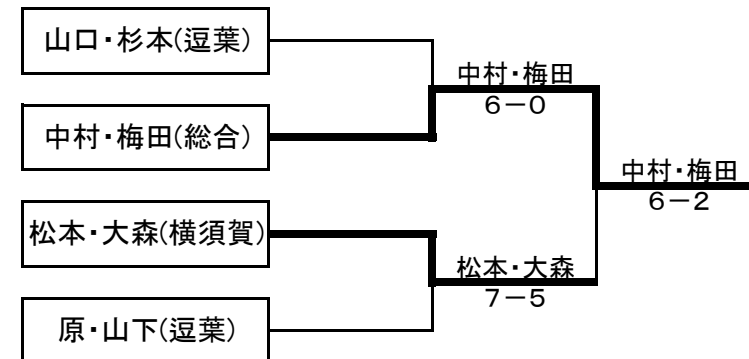 山口・杉本(逗葉)
中村・梅田(総合)
松本・大森(横須賀)
原・山下(逗葉)
中村・梅田
6－0
松本・大森
7－5
中村・梅田
6－2